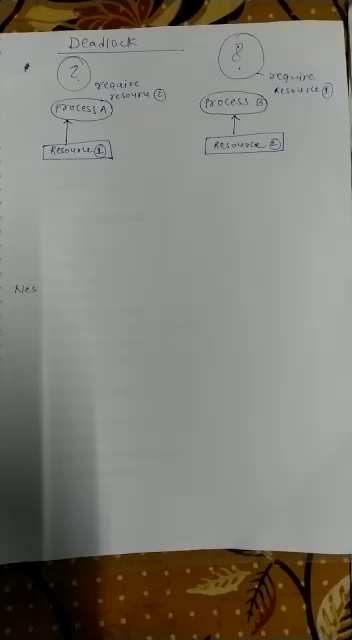 Deadlock
?
?
require
resource 2
require
Resource 1
Process A
Process B
Resource 1
Resource 2
Nes